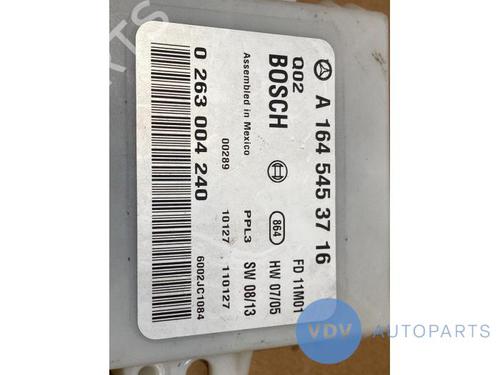 A 164 545 37 16
Q02
BOSCH
Assembled in Mexico
0 263 004 240
00289
864
FD 11M01
HW 07/05
SW 08/13
PPL3
10127
110127
6002JC1084
PARTS
VDV AUTOPARTS